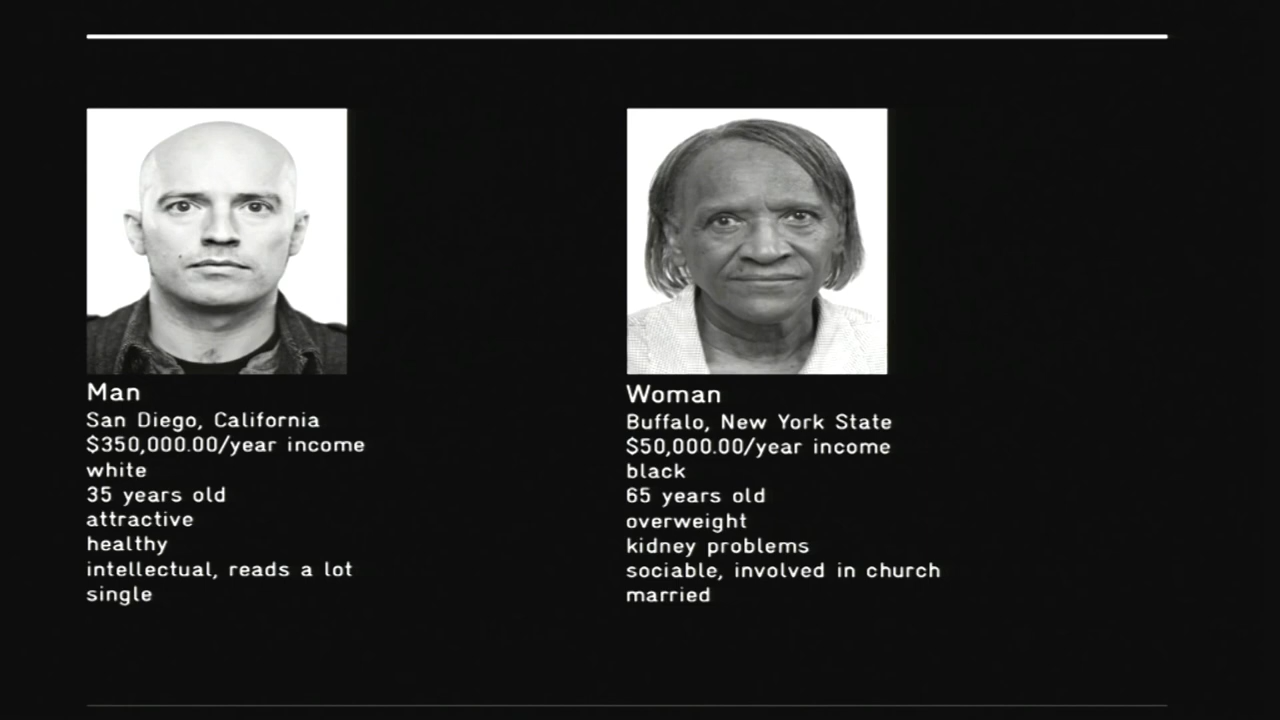 Man
San Diego, California
$350,000.00/year income
white
35 years old
attractive
healthy
intellectual, reads a lot
single
Woman
Buffalo, New York State
$50,000.00/year income
black
65 years old
overweight
kidney problems
sociable, involved in church
married